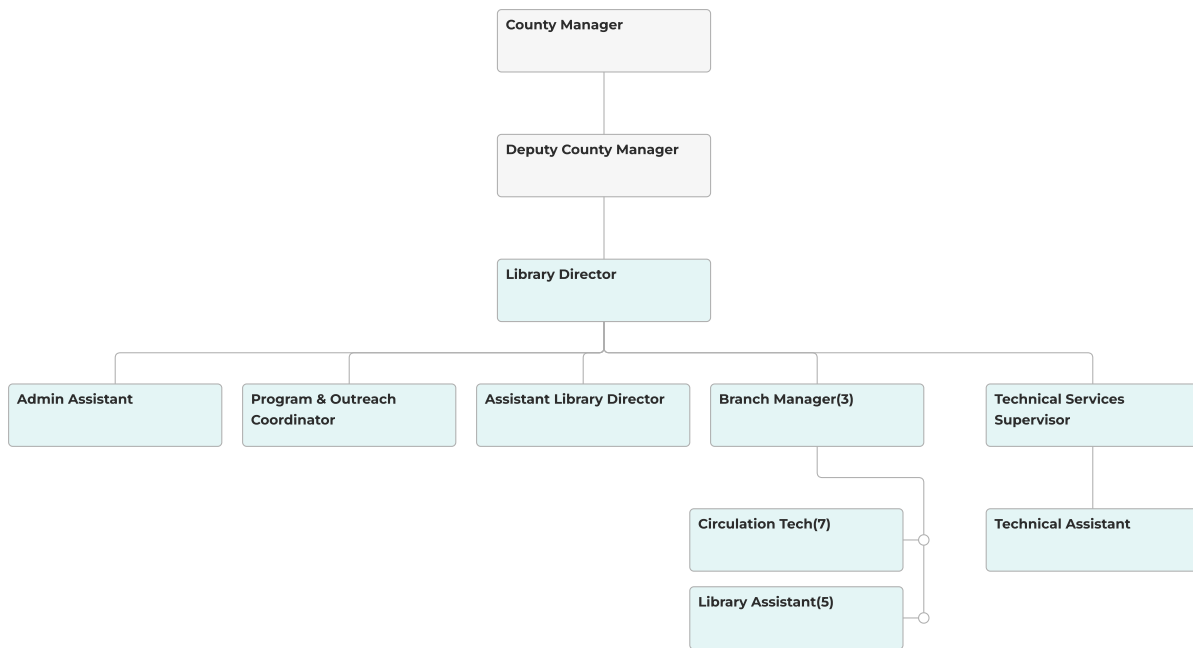 County Manager
Deputy County Manager
Library Director
Admin Assistant
Program & Outreach
Coordinator
Assistant Library Director
Branch Manager(3)
Technical Services
Supervisor
Circulation Tech(7)
Technical Assistant
Library Assistant(5)